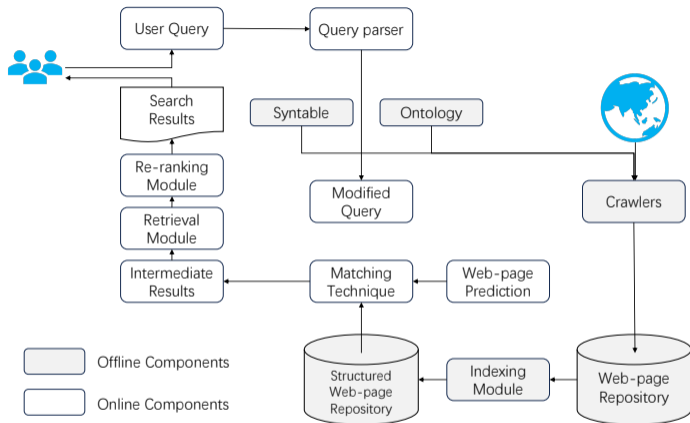 User Query
Query parser
Search
Results
Syntable
Ontology
Re-ranking
Module
Modified
Query
Crawlers
Retrieval
Module
Intermediate
Results
Matching
Technique
Web-page
Prediction
Offline Components
Online Components
Structured
Web-page
Repository
Indexing
Module
Web-page
Repository